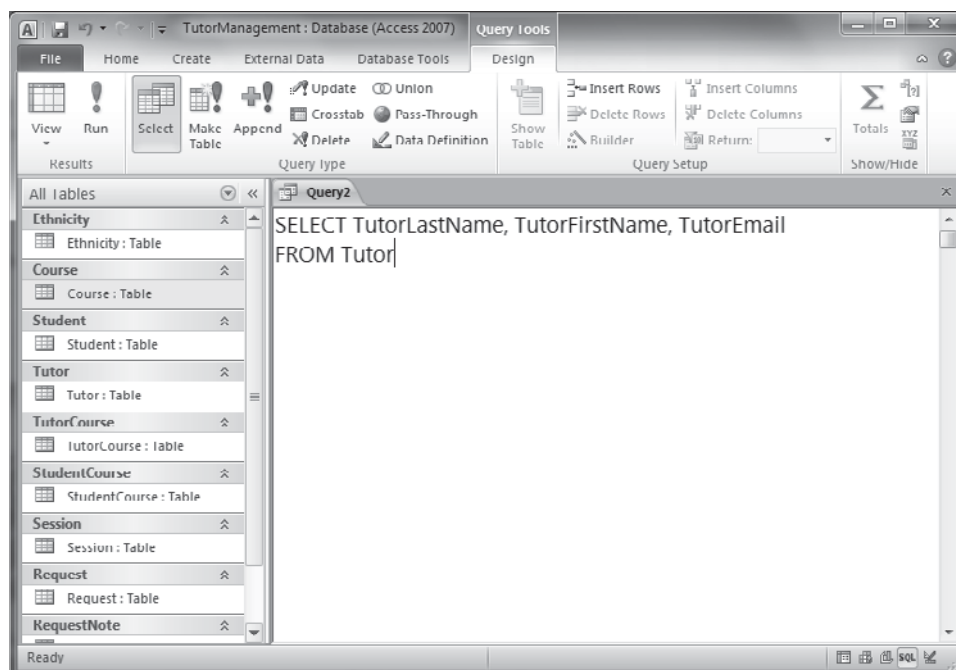 TutorManagement : Database (Access 2007)
Query Tools
File Home Create External Data Database Tools Design
View
Run
Select
Make Table
Append
Update
Crosstab
Delete
Union
Pass-Through
Data Definition
Show Table
Insert Rows
Delete Rows
Builder
Insert Columns
Delete Columns
Return:
Totals
Results
Query Type
Query Setup
Show/Hide
All Tables
Ethnicity
Ethnicity : Table
Course
Course : Table
Student
Student : Table
Tutor
Tutor : Table
TutorCourse
TutorCourse : Table
StudentCourse
StudentCourse : Table
Session
Session : Table
Request
Request : Table
RequestNote
Query2
SELECT TutorLastName, TutorFirstName, TutorEmail
FROM Tutor
Ready
SQL